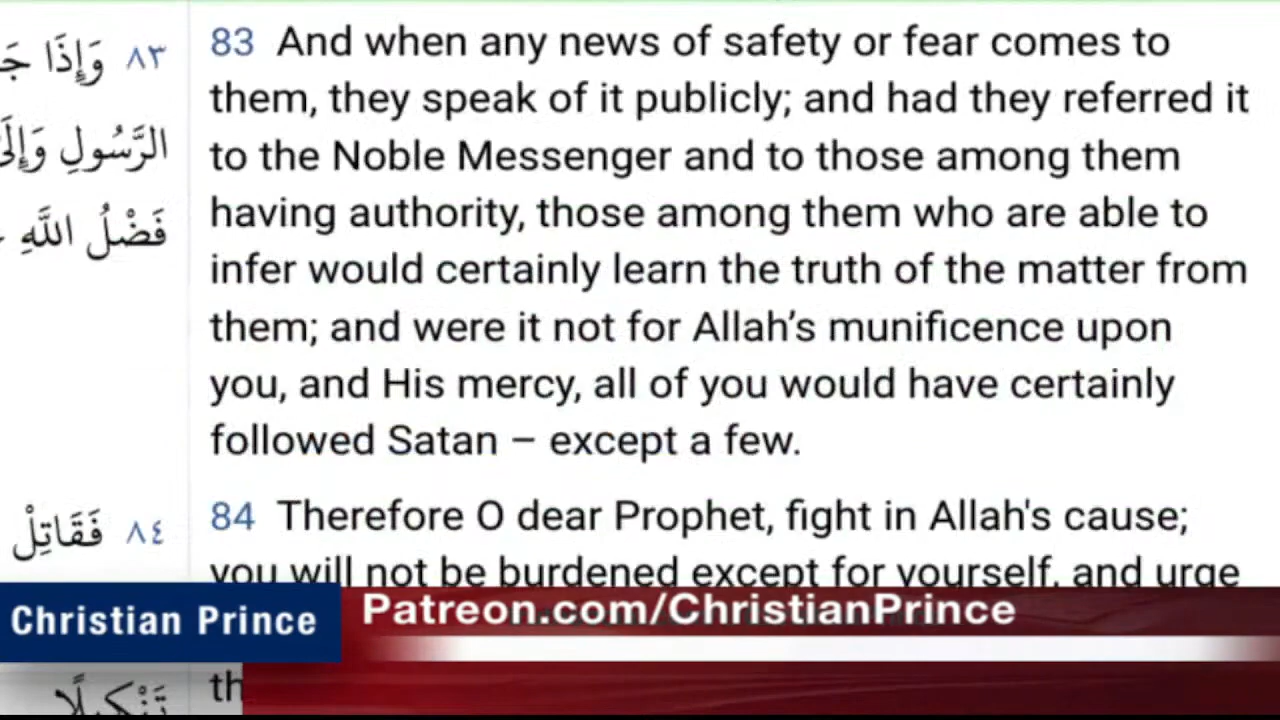 83 And when any news of safety or fear comes to
them, they speak of it publicly; and had they referred it
to the Noble Messenger and to those among them
having authority, those among them who are able to
infer would certainly learn the truth of the matter from
them; and were it not for Allah’s munificence upon
you, and His mercy, all of you would have certainly
followed Satan – except a few.
٨٣ وَإِذَا
الرَّسُولِ
فَضْلُ اللَّهِ
84 Therefore O dear Prophet, fight in Allah's cause;
you will not be burdened except for yourself, and urge
٨٤ فَقَاتِلْ
تَنْكِيلًا
Christian Prince
Patreon.com/ChristianPrince